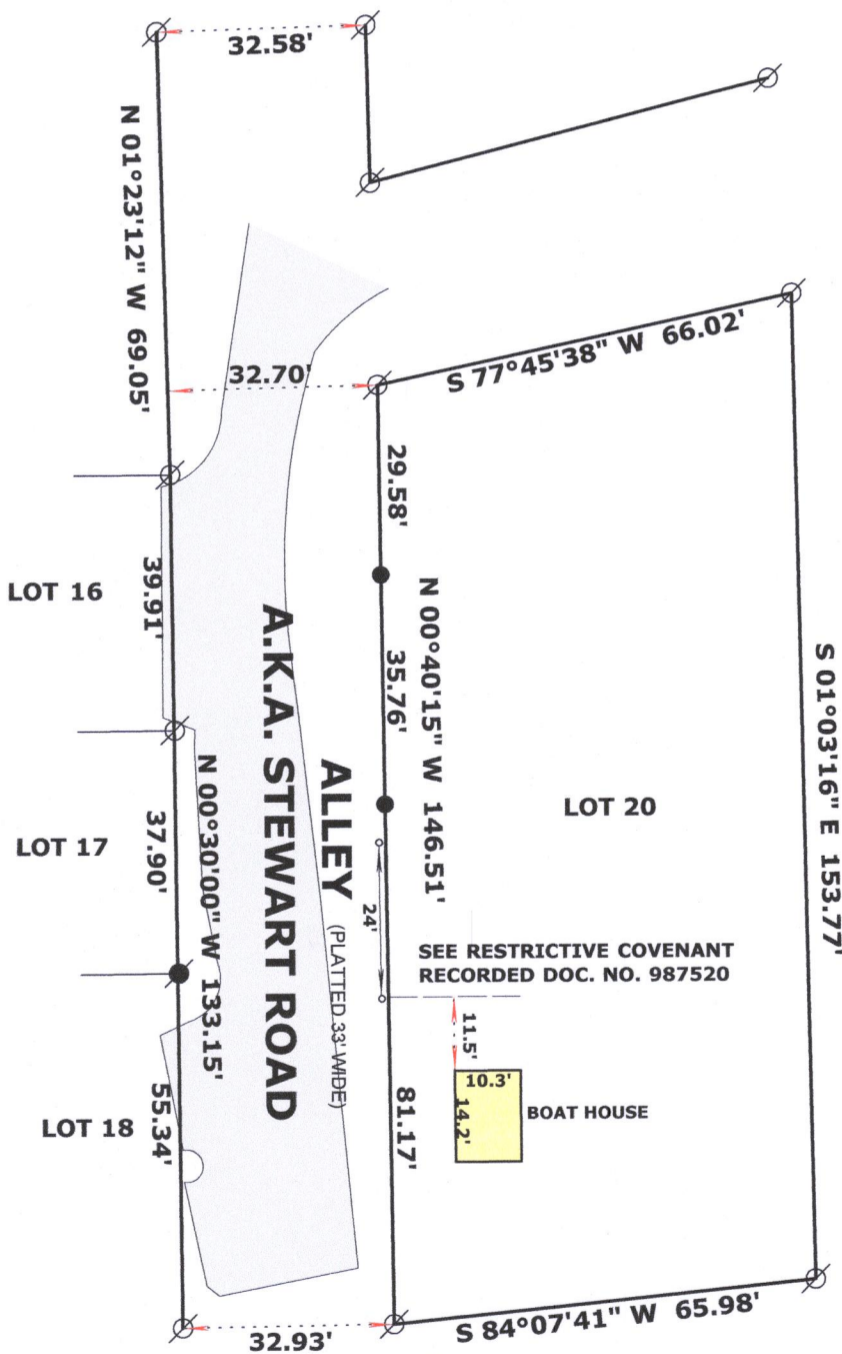 32.58'
N 01°23'12" W 69.05'
32.70'
S 77°45'38" W 66.02'
29.58'
39.91'
LOT 16
N 00°40'15" W 146.51'
35.76'
S 01°03'16" E 153.77'
A.K.A. STEWART ROAD
ALLEY
(PLATTED 33' WIDE)
N 00°30'00" W 133.15'
LOT 20
LOT 17
37.90'
24'
SEE RESTRICTIVE COVENANT
RECORDED DOC. NO. 987520
11.5'
10.3'
14.2'
BOAT HOUSE
81.17'
55.34'
LOT 18
32.93'
S 84°07'41" W 65.98'